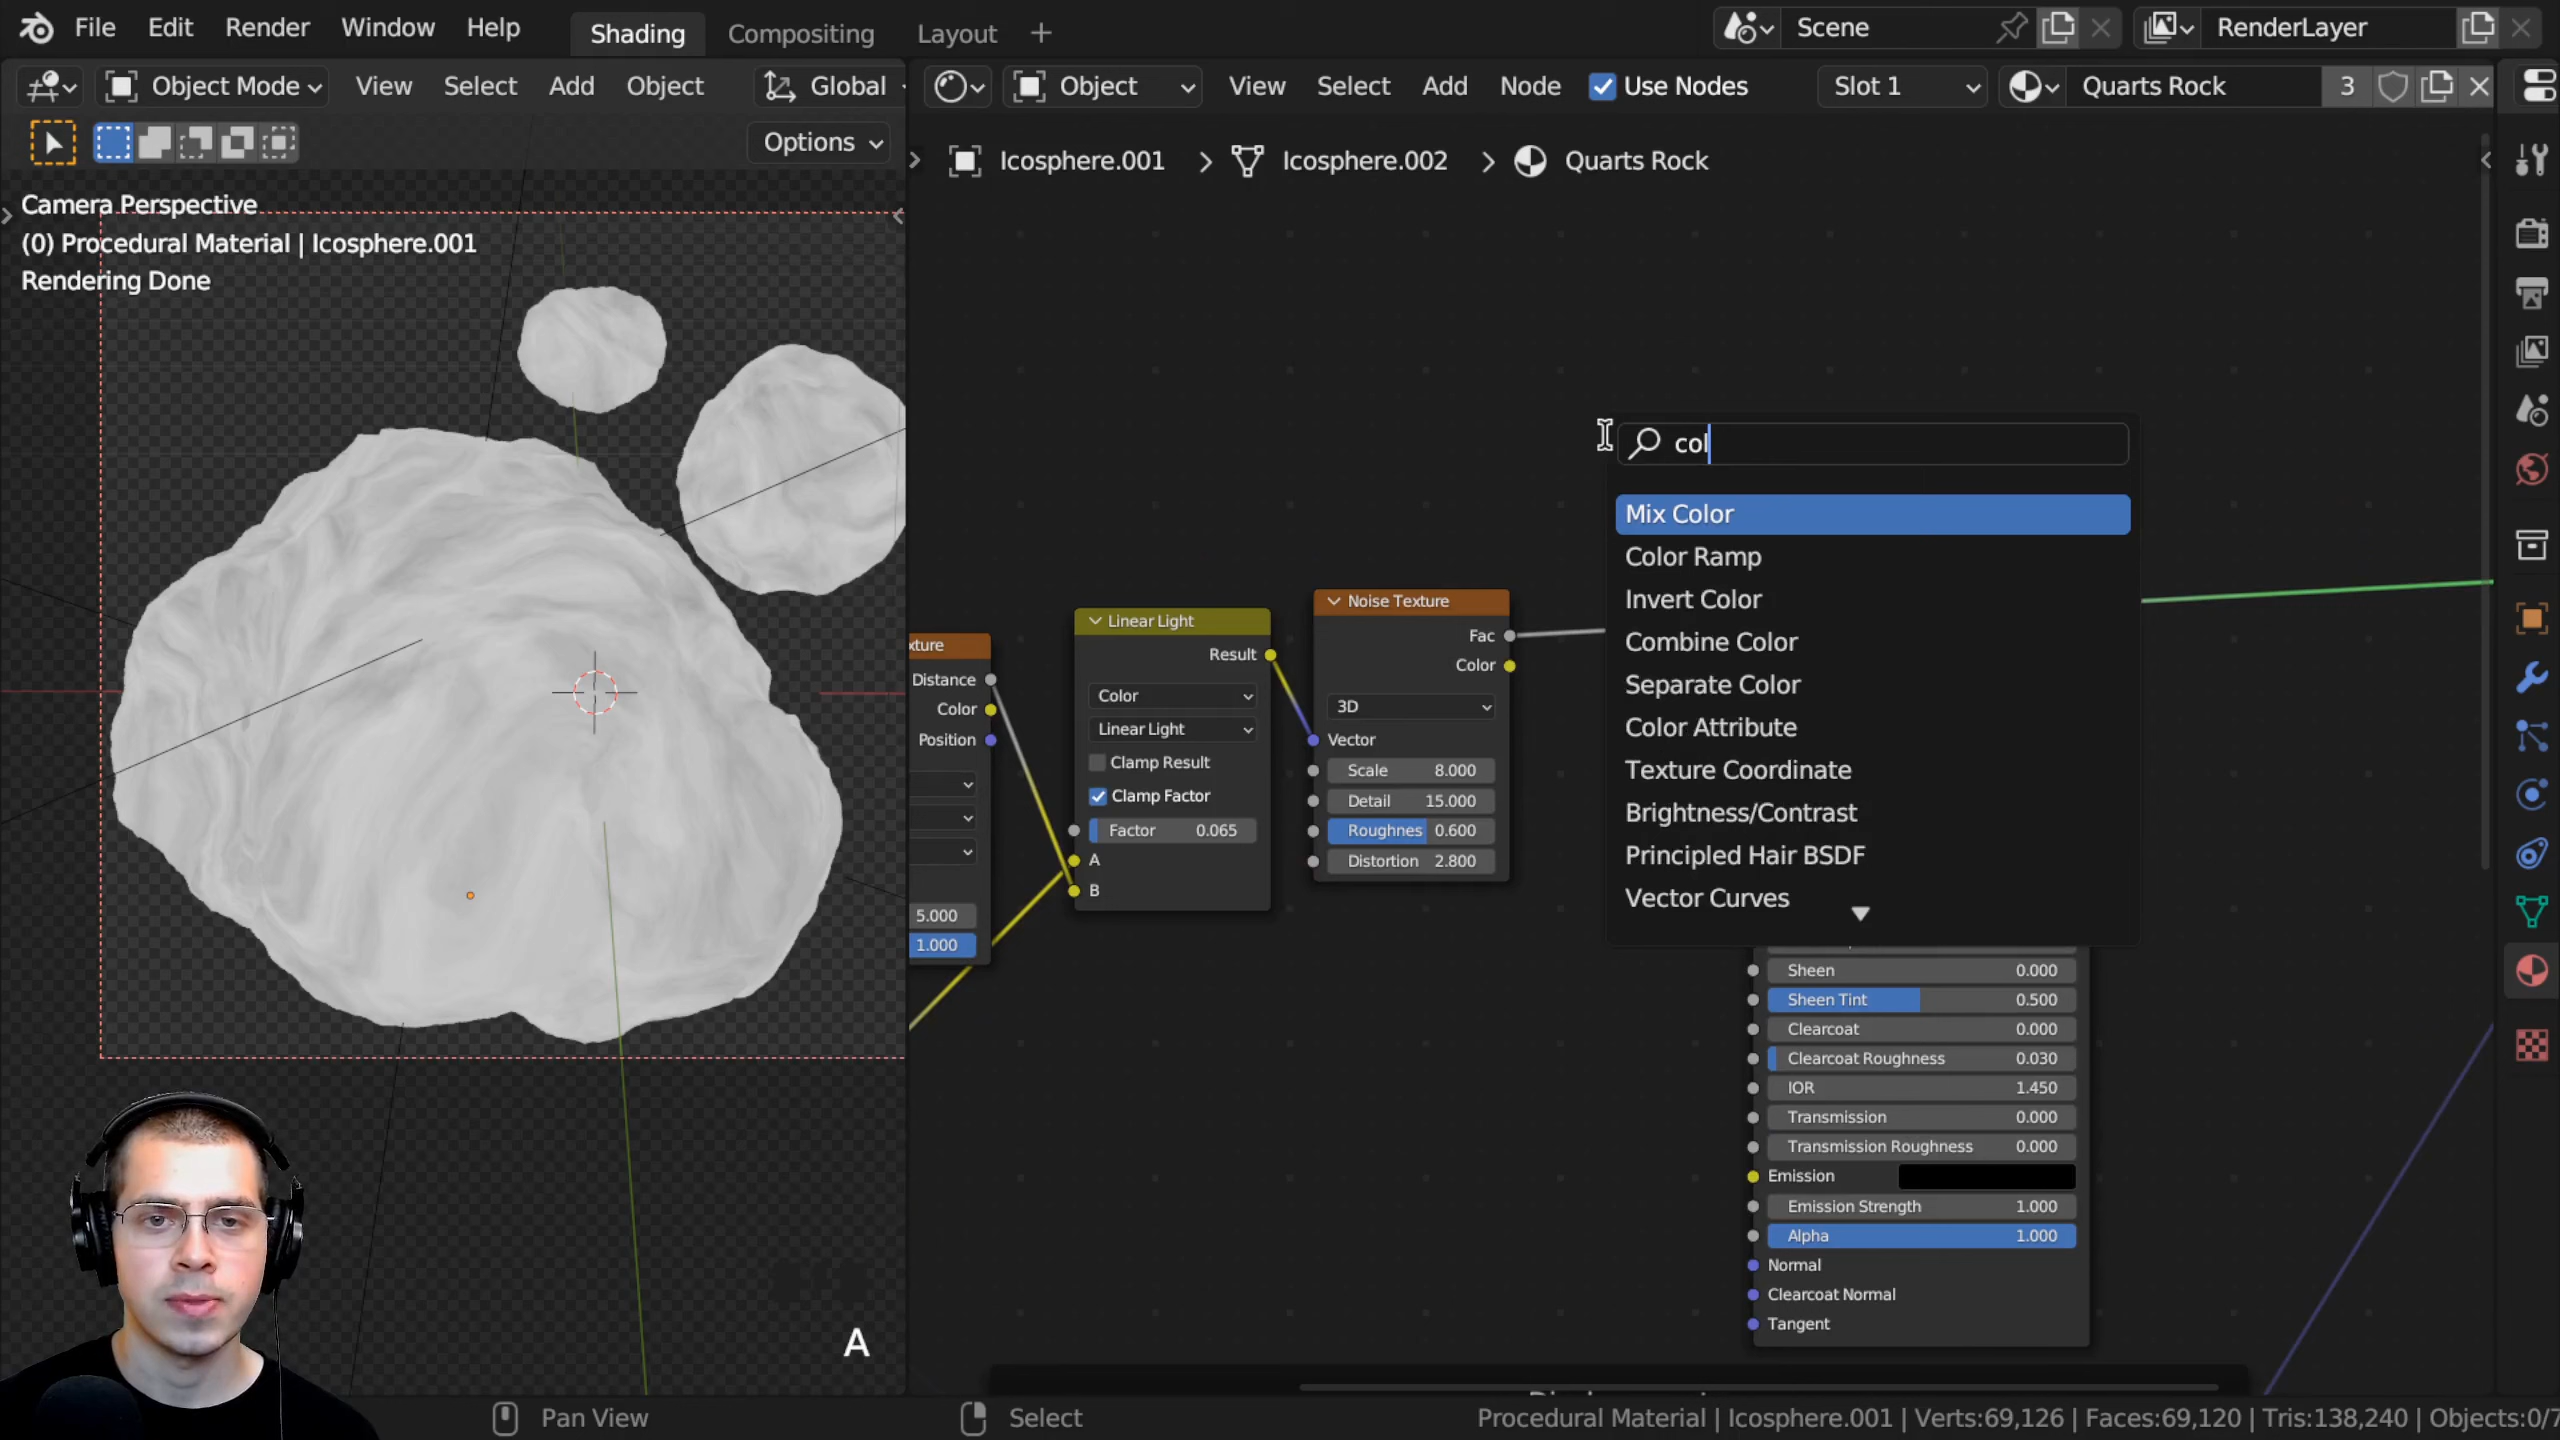 File Edit Render Window Help Shading Compositing Layout + Scene RenderLayer
Object Mode View Select Add Object Global Object View Select Add Node Use Nodes Slot 1 Quarts Rock 3
Options
Icosphere.001 > Icosphere.002 > Quarts Rock
Camera Perspective
(0) Procedural Material | Icosphere.001
Rendering Done
col
Mix Color
Color Ramp
Invert Color
Combine Color
Separate Color
Color Attribute
Texture Coordinate
Brightness/Contrast
Principled Hair BSDF
Vector Curves
xture
Distance
Color
Position
5.000
1.000
Linear Light
Result
Color
Linear Light
Clamp Result
Clamp Factor
Factor 0.065
A
B
Noise Texture
Fac
Color
3D
Vector
Scale 8.000
Detail 15.000
Roughnes 0.600
Distortion 2.800
Sheen 0.000
Sheen Tint 0.500
Clearcoat 0.000
Clearcoat Roughness 0.030
IOR 1.450
Transmission 0.000
Transmission Roughness 0.000
Emission
Emission Strength 1.000
Alpha 1.000
Normal
Clearcoat Normal
Tangent
A
Pan View Select Procedural Material | Icosphere.001 | Verts:69,126 | Faces:69,120 | Tris:138,240 | Objects:0/7